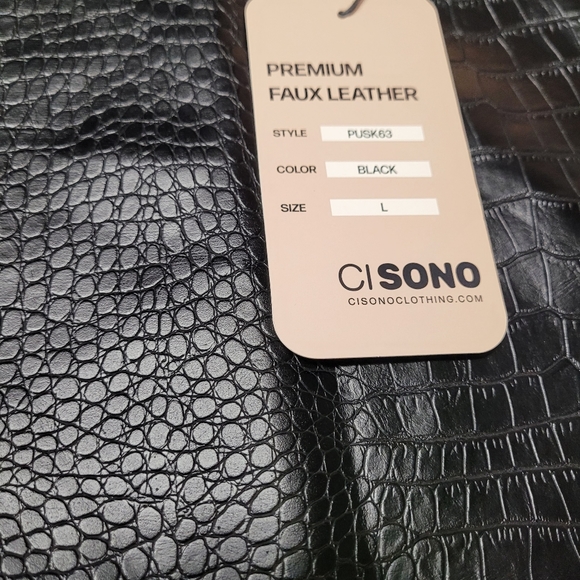 PREMIUM
FAUX LEATHER
STYLE PUSK63
COLOR BLACK
SIZE L
CISONO
CISONOCLOTHING.COM